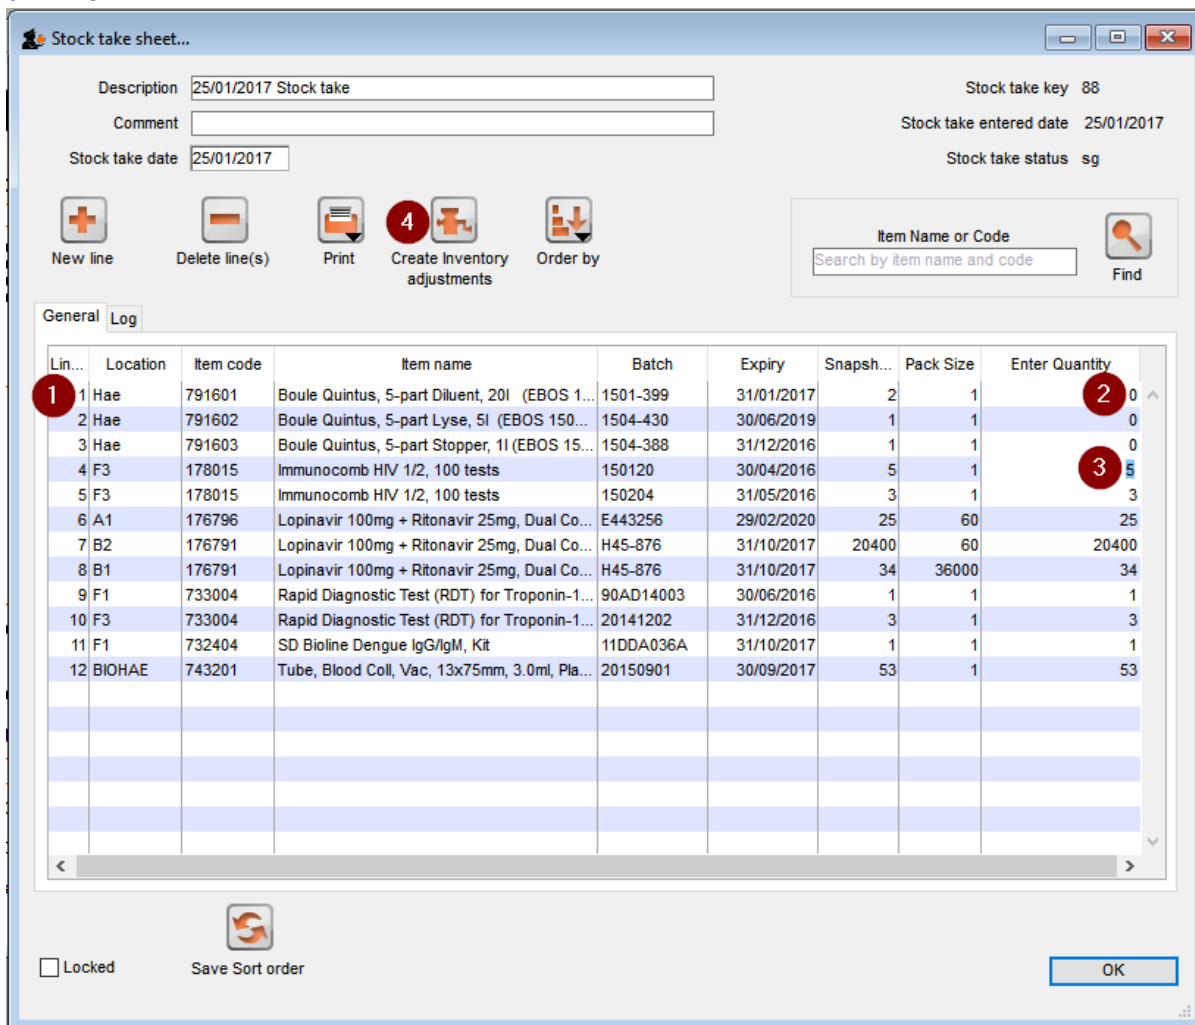 Stock take sheet...
Description 25/01/2017 Stock take
Stock take key 88
Comment
Stock take entered date 25/01/2017
Stock take date 25/01/2017
Stock take status sg
4
New line Delete line(s) Print Create Inventory adjustments Order by
Item Name or Code
Search by item name and code
Find
General Log
Lin... Location Item code Item name Batch Expiry Snapsh... Pack Size Enter Quantity
1 1 Hae 791601 Boule Quintus, 5-part Diluent, 20l (EBOS 1... 1501-399 31/01/2017 2 1 2 0
2 Hae 791602 Boule Quintus, 5-part Lyse, 5l (EBOS 150... 1504-430 30/06/2019 1 1 0
3 Hae 791603 Boule Quintus, 5-part Stopper, 1l (EBOS 15... 1504-388 31/12/2016 1 1 0
4 F3 178015 Immunocomb HIV 1/2, 100 tests 150120 30/04/2016 5 1 3 5
5 F3 178015 Immunocomb HIV 1/2, 100 tests 150204 31/05/2016 3 1 3
6 A1 176796 Lopinavir 100mg + Ritonavir 25mg, Dual Co... E443256 29/02/2020 25 60 25
7 B2 176791 Lopinavir 100mg + Ritonavir 25mg, Dual Co... H45-876 31/10/2017 20400 60 20400
8 B1 176791 Lopinavir 100mg + Ritonavir 25mg, Dual Co... H45-876 31/10/2017 34 36000 34
9 F1 733004 Rapid Diagnostic Test (RDT) for Troponin-1... 90AD14003 30/06/2016 1 1 1
10 F3 733004 Rapid Diagnostic Test (RDT) for Troponin-1... 20141202 31/12/2016 3 1 3
11 F1 732404 SD Bioline Dengue IgG/IgM, Kit 11DDA036A 31/10/2017 1 1 1
12 BIOHAE 743201 Tube, Blood Coll, Vac, 13x75mm, 3.0ml, Pla... 20150901 30/09/2017 53 1 53
Locked Save Sort order OK